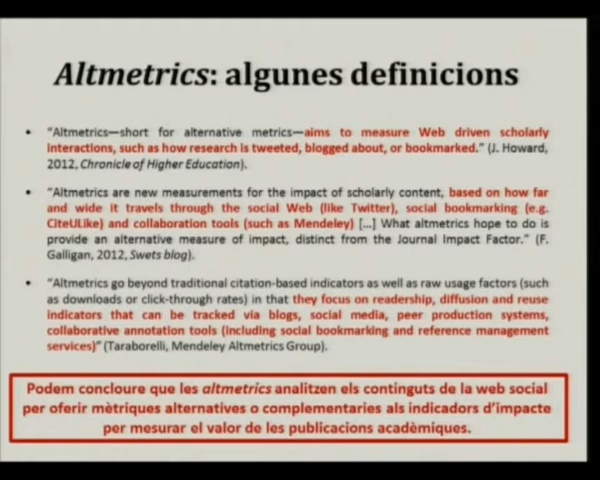 Altmetrics: algunes definicions
• “Altmetrics—short for alternative metrics—aims to measure Web driven scholarly
interactions, such as how research is tweeted, blogged about, or bookmarked.” (J. Howard,
2012, Chronicle of Higher Education).
• “Altmetrics are new measurements for the impact of scholarly content, based on how far
and wide it travels through the social Web (like Twitter), social bookmarking (e.g.
CiteULike) and collaboration tools (such as Mendeley) [...] What altmetrics hope to do is
provide an alternative measure of impact, distinct from the Journal Impact Factor.” (F.
Galligan, 2012, Swets blog).
• “Altmetrics go beyond traditional citation-based indicators as well as raw usage factors (such
as downloads or click-through rates) in that they focus on readership, diffusion and reuse
indicators that can be tracked via blogs, social media, peer production systems,
collaborative annotation tools (including social bookmarking and reference management
services)” (Taraborelli, Mendeley Altmetrics Group).
Podem concloure que les altmetrics analitzen els continguts de la web social
per oferir mètriques alternatives o complementaries als indicadors d’impacte
per mesurar el valor de les publicacions acadèmiques.